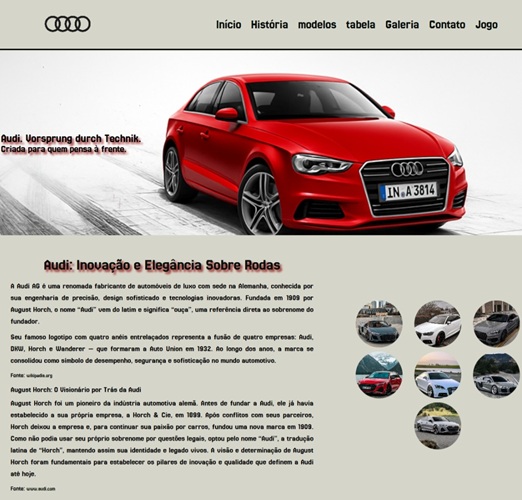 Início História modelos tabela Galeria Contato Jogo
Audi. Vorsprung durch Technik.
Criada para quem pensa à frente.
IN A 3814
Audi: Inovação e Elegância Sobre Rodas
A Audi AG é uma renomada fabricante de automóveis de luxo com sede na Alemanha, conhecida por
sua engenharia de precisão, design sofisticado e tecnologias inovadoras. Fundada em 1909 por
August Horch, o nome “Audi” vem do latim e significa “ouça”, uma referência direta ao sobrenome do
fundador.
Seu famoso logotipo com quatro anéis entrelaçados representa a fusão de quatro empresas: Audi,
DKW, Horch e Wanderer — que formaram a Auto Union em 1932. Ao longo dos anos, a marca se
consolidou como símbolo de desempenho, segurança e sofisticação no mundo automotivo.
Fonte: wikipedia.org
August Horch: O Visionário por Trás da Audi
August Horch foi um pioneiro da indústria automotiva alemã. Antes de fundar a Audi, ele já havia
estabelecido a sua própria empresa, a Horch & Cie, em 1899. Após conflitos com seus parceiros,
Horch deixou a empresa e, para continuar sua paixão por carros, fundou uma nova marca em 1909.
Como não podia usar seu próprio sobrenome por questões legais, optou pelo nome “Audi”, a tradução
latina de “Horch”, mantendo assim sua identidade e legado vivos. A visão e determinação de August
Horch foram fundamentais para estabelecer os pilares de inovação e qualidade que definem a Audi
até hoje.
Fonte: www.audi.com